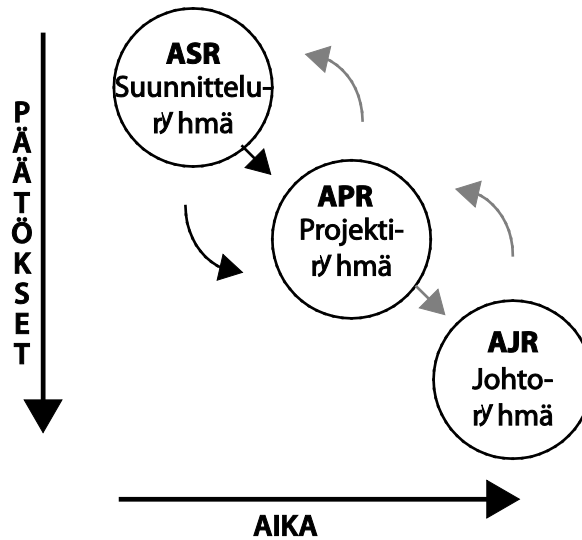 PÄÄTÖKSET
ASR
Suunnittelu-
ryhmä
APR
Projekti-
ryhmä
AJR
Johto-
ryhmä
AIKA